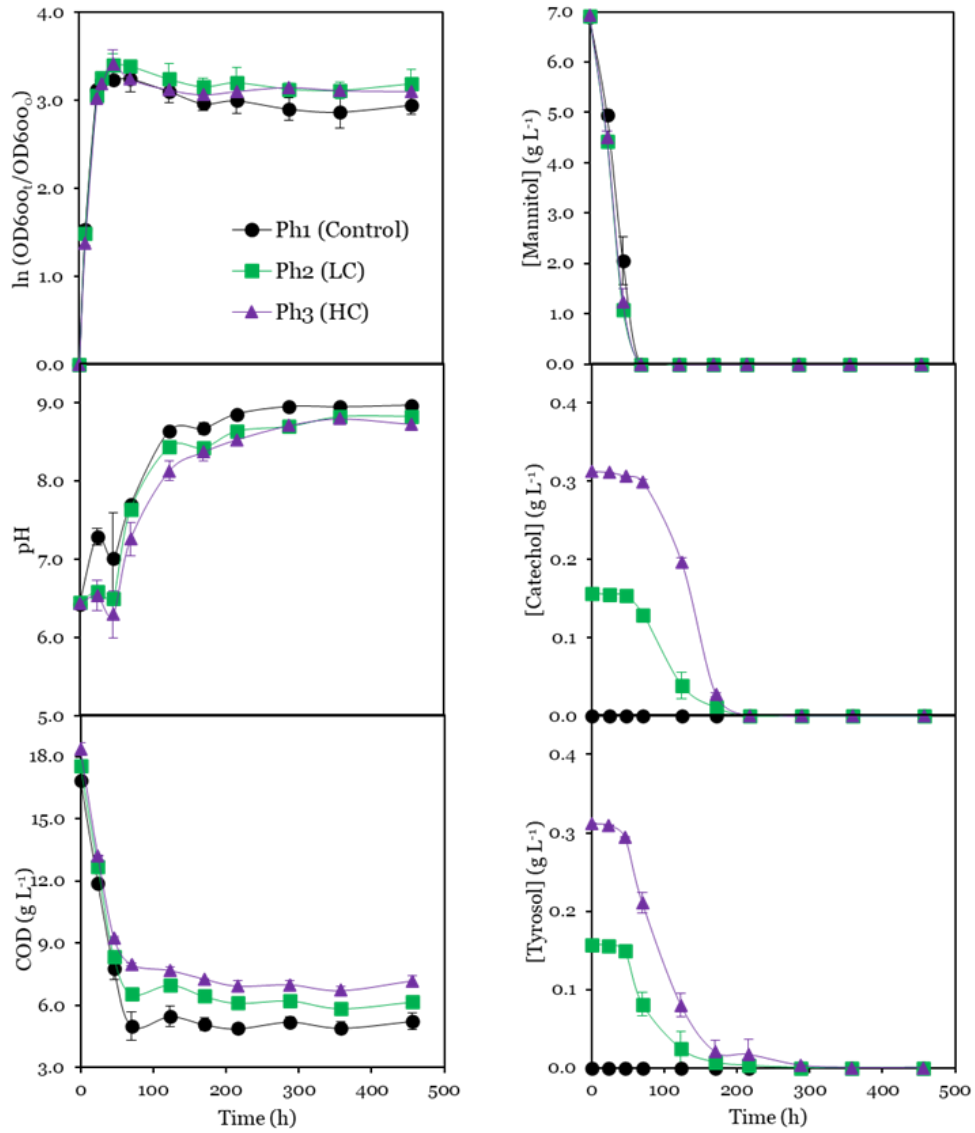 4.0
3.0
2.0
1.0
0.0
ln (OD600t/OD600o)
Ph1 (Control)
Ph2 (LC)
Ph3 (HC)
7.0
6.0
5.0
4.0
3.0
2.0
1.0
0.0
[Mannitol] (g L-1)
9.0
8.0
7.0
6.0
5.0
pH
0.4
0.3
0.2
0.1
0.0
[Catechol] (g L-1)
18.0
15.0
12.0
9.0
6.0
3.0
COD (g L-1)
0 100 200 300 400 500
Time (h)
0.4
0.3
0.2
0.1
0.0
[Tyrosol] (g L-1)
0 100 200 300 400 500
Time (h)